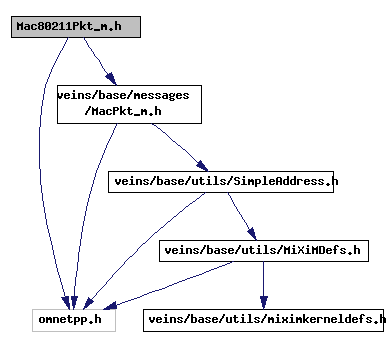 Mac80211Pkt_m.h
veins/base/messages
/MacPkt_m.h
veins/base/utils/SimpleAddress.h
veins/base/utils/MiXiMDefs.h
omnetpp.h
veins/base/utils/miximkerneldefs.h